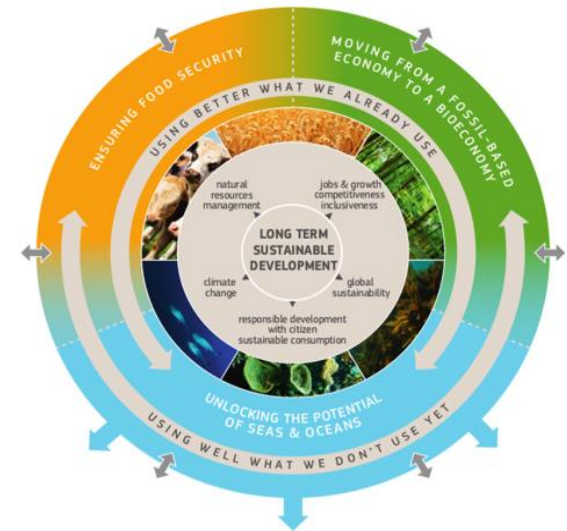 ENSURING FOOD SECURITY
MOVING FROM A FOSSIL-BASED
ECONOMY TO A BIOECONOMY
USING BETTER WHAT WE ALREADY USE
natural
resources
management
jobs & growth
competitiveness
inclusiveness
LONG TERM
SUSTAINABLE
DEVELOPMENT
climate
change
global
sustainability
responsible development
with citizen
sustainable consumption
UNLOCKING THE POTENTIAL
OF SEAS & OCEANS
USING WELL WHAT WE DON'T USE YET